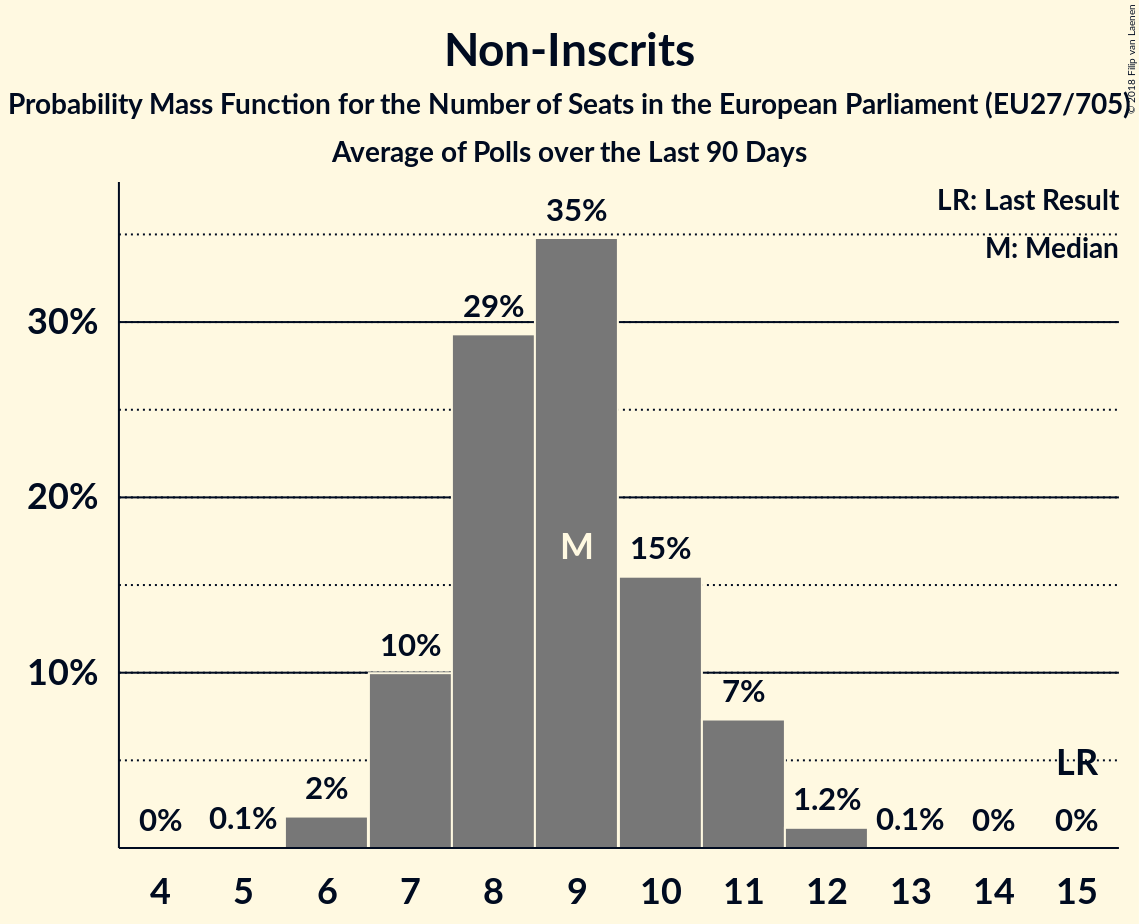 Non-Inscrits
Probability Mass Function for the Number of Seats in the European Parliament (EU27/705)
Average of Polls over the Last 90 Days
© 2018 Filip van Laenen
LR: Last Result
M: Median
35%
29%
30%
M
15%
20%
10%
10%
7%
LR
2%
1.2%
0%
0.1%
0.1%
0%
0%
4 5 6 7 8 9 10 11 12 13 14 15